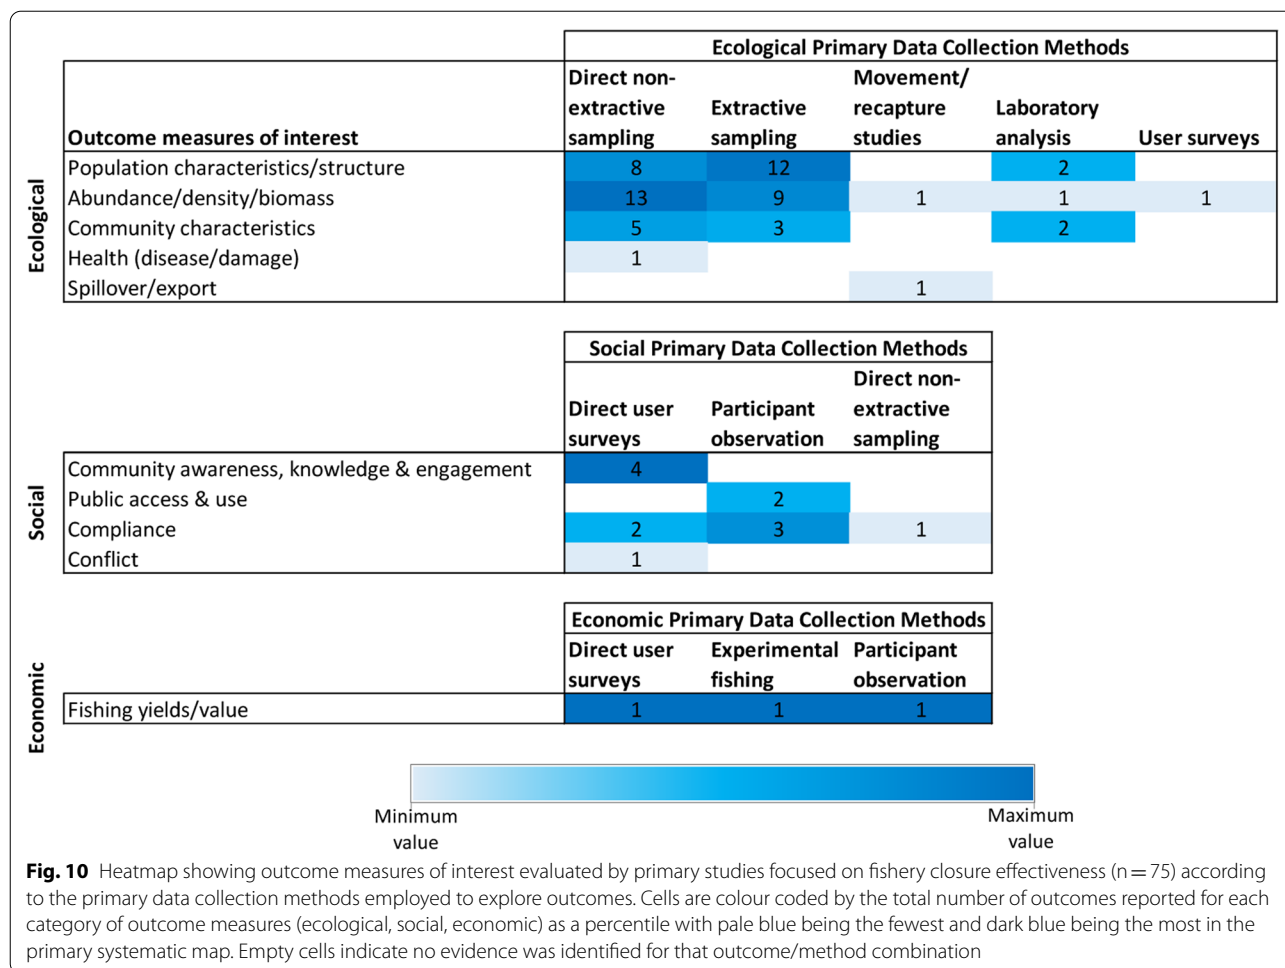 Ecological Primary Data Collection Methods
Outcome measures of interest
Direct non-extractive sampling
Extractive sampling
Movement/ recapture studies
Laboratory analysis
User surveys
Ecological
Population characteristics/structure 8 12 2
Abundance/density/biomass 13 9 1 1 1
Community characteristics 5 3 2
Health (disease/damage) 1
Spillover/export 1
Social Primary Data Collection Methods
Direct user surveys
Participant observation
Direct non-extractive sampling
Social
Community awareness, knowledge & engagement 4
Public access & use 2
Compliance 2 3 1
Conflict 1
Economic Primary Data Collection Methods
Direct user surveys
Experimental fishing
Participant observation
Economic
Fishing yields/value 1 1 1
Minimum value
Maximum value
Fig. 10 Heatmap showing outcome measures of interest evaluated by primary studies focused on fishery closure effectiveness (n = 75) according
to the primary data collection methods employed to explore outcomes. Cells are colour coded by the total number of outcomes reported for each
category of outcome measures (ecological, social, economic) as a percentile with pale blue being the fewest and dark blue being the most in the
primary systematic map. Empty cells indicate no evidence was identified for that outcome/method combination